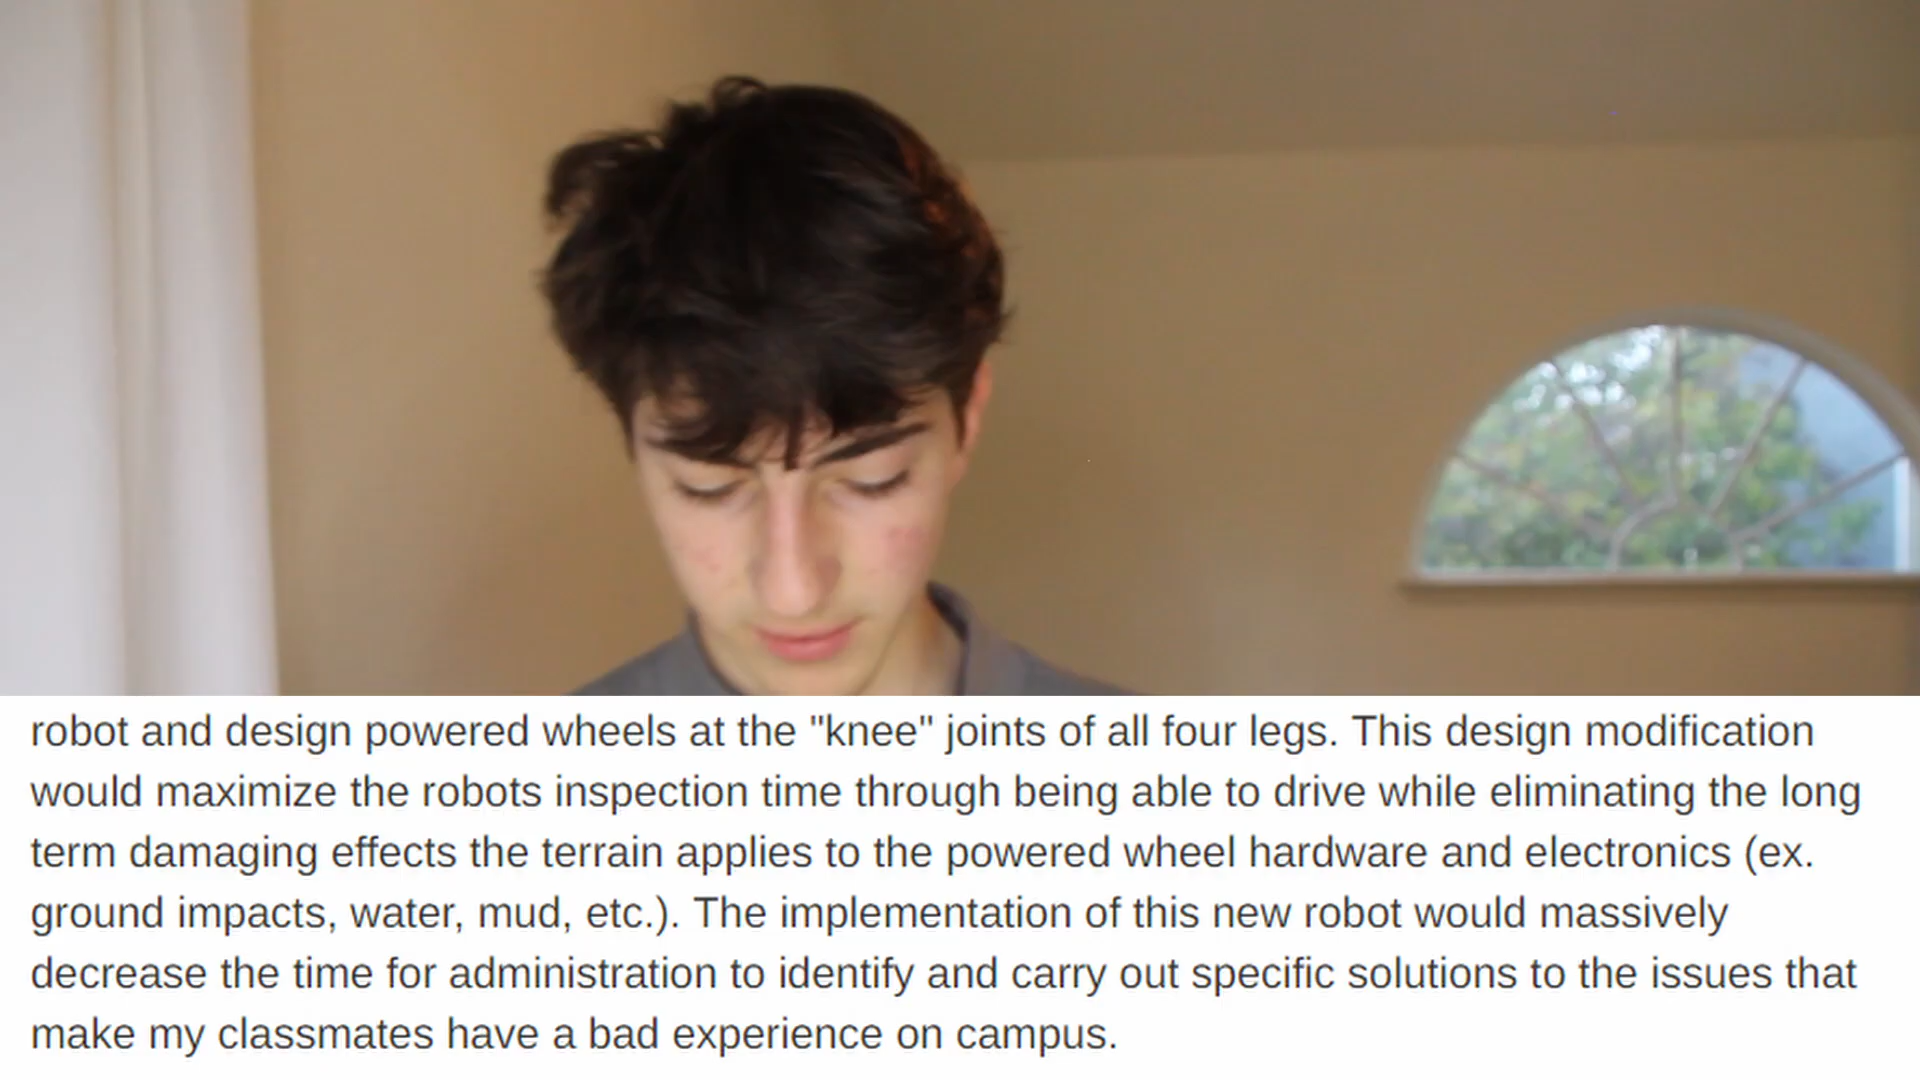 robot and design powered wheels at the "knee" joints of all four legs. This design modification
would maximize the robots inspection time through being able to drive while eliminating the long
term damaging effects the terrain applies to the powered wheel hardware and electronics (ex.
ground impacts, water, mud, etc.). The implementation of this new robot would massively
decrease the time for administration to identify and carry out specific solutions to the issues that
make my classmates have a bad experience on campus.